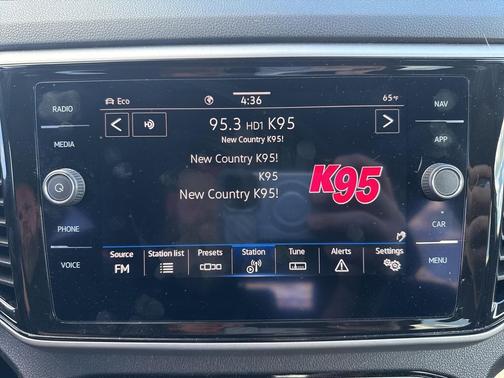 RADIO
MEDIA
PHONE
VOICE
Eco
4:36
65°F
95.3 HD1 K95
New Country K95!
New Country K95!
K95
New Country K95!
K95
Source
FM
Station list
Presets
Station
Tune
Alerts
Settings
NAV
APP
CAR
MENU